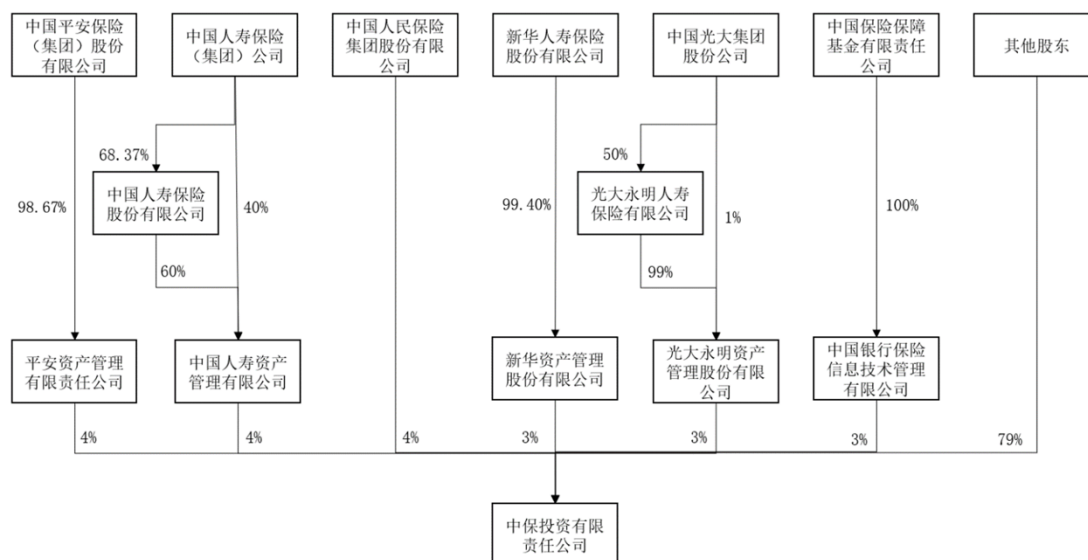 中国平安保险
（集团）股份
有限公司
中国人寿保险
（集团）公司
中国人民保险
集团股份有限
公司
新华人寿保险
股份有限公司
中国光大集团
股份公司
中国保险保障
基金有限责任
公司
其他股东
68.37%
50%
中国人寿保险
股份有限公司
光大永明人寿
保险有限公司
98.67%
40%
99.40%
1%
100%
60%
99%
平安资产管理
有限责任公司
中国人寿资产
管理有限公司
新华资产管理
股份有限公司
光大永明资产
管理股份有限
公司
中国银行保险
信息技术管理
有限公司
4%
4%
4%
3%
3%
3%
79%
中保投资有限
责任公司